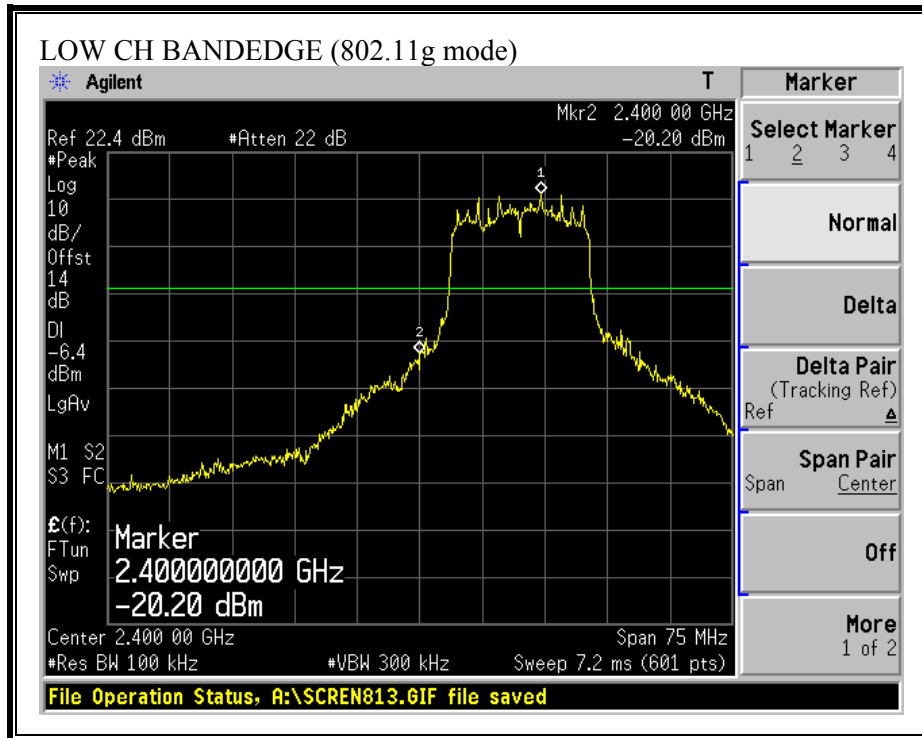 LOW CH BANDEDGE (802.11g mode)
Agilent T
Mkr2 2.400 00 GHz
Ref 22.4 dBm #Atten 22 dB -20.20 dBm
#Peak
Log
10
dB/
Offst
14
dB
DI
-6.4
dBm
LgAv
M1 S2
S3 FC
£(f):
FTun
Swp
1
2
Marker
2.400000000 GHz
-20.20 dBm
Center 2.400 00 GHz Span 75 MHz
#Res BW 100 kHz #VBW 300 kHz Sweep 7.2 ms (601 pts)
File Operation Status, A:\SCREN813.GIF file saved
Marker
Select Marker
1 2 3 4
Normal
Delta
Delta Pair
(Tracking Ref)
Ref Δ
Span Pair
Span Center
Off
More
1 of 2